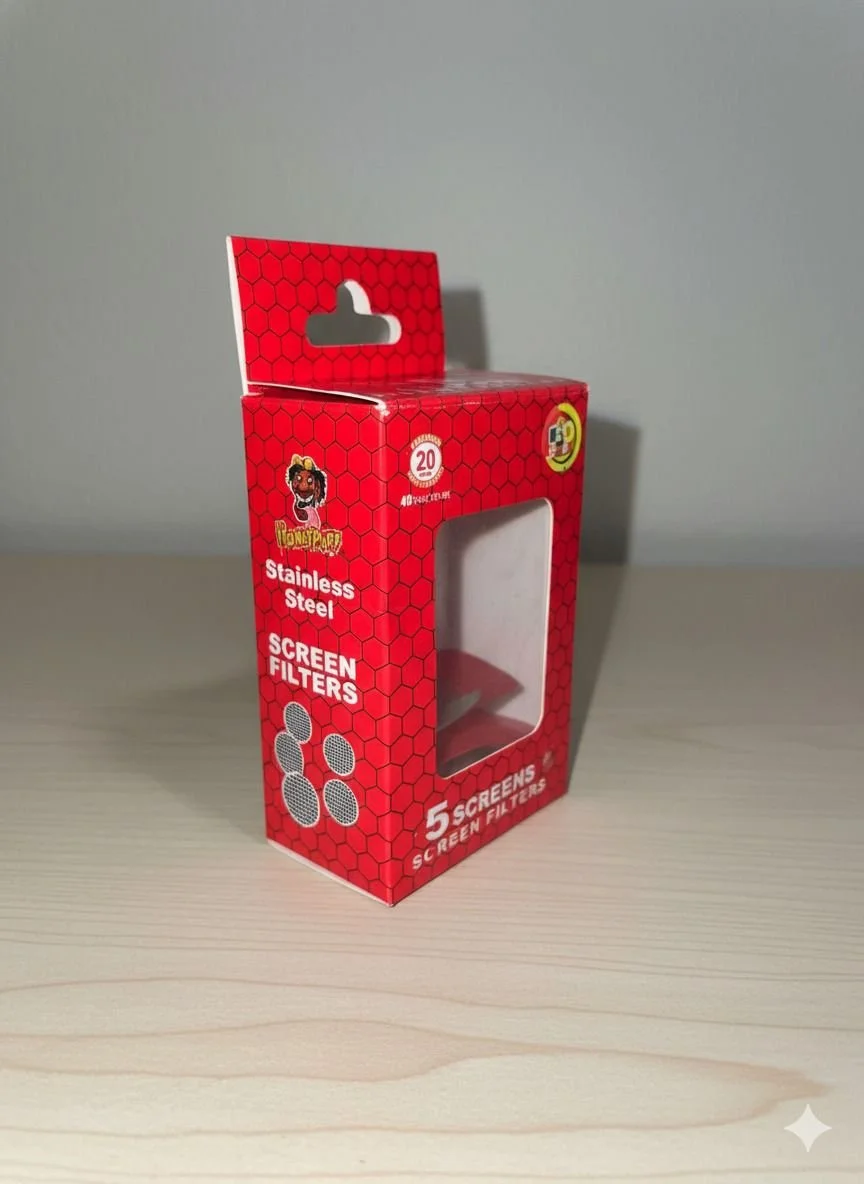 HONEYPUFF
Stainless
Steel
SCREEN
FILTERS
20
5 SCREENS
SCREEN FILTERS